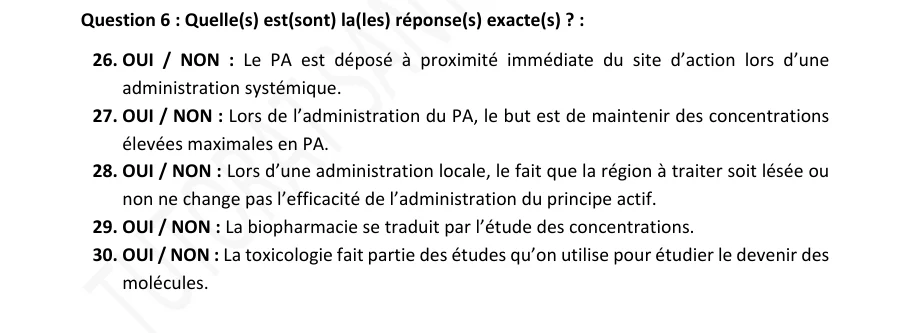 Question 6 : Quelle(s) est(sont) la(les) réponse(s) exacte(s) ? :
26. OUI / NON : Le PA est déposé à proximité immédiate du site d’action lors d’une
administration systémique.
27. OUI / NON : Lors de l’administration du PA, le but est de maintenir des concentrations
élevées maximales en PA.
28. OUI / NON : Lors d’une administration locale, le fait que la région à traiter soit lésée ou
non ne change pas l’efficacité de l’administration du principe actif.
29. OUI / NON : La biopharmacie se traduit par l’étude des concentrations.
30. OUI / NON : La toxicologie fait partie des études qu’on utilise pour étudier le devenir des
molécules.